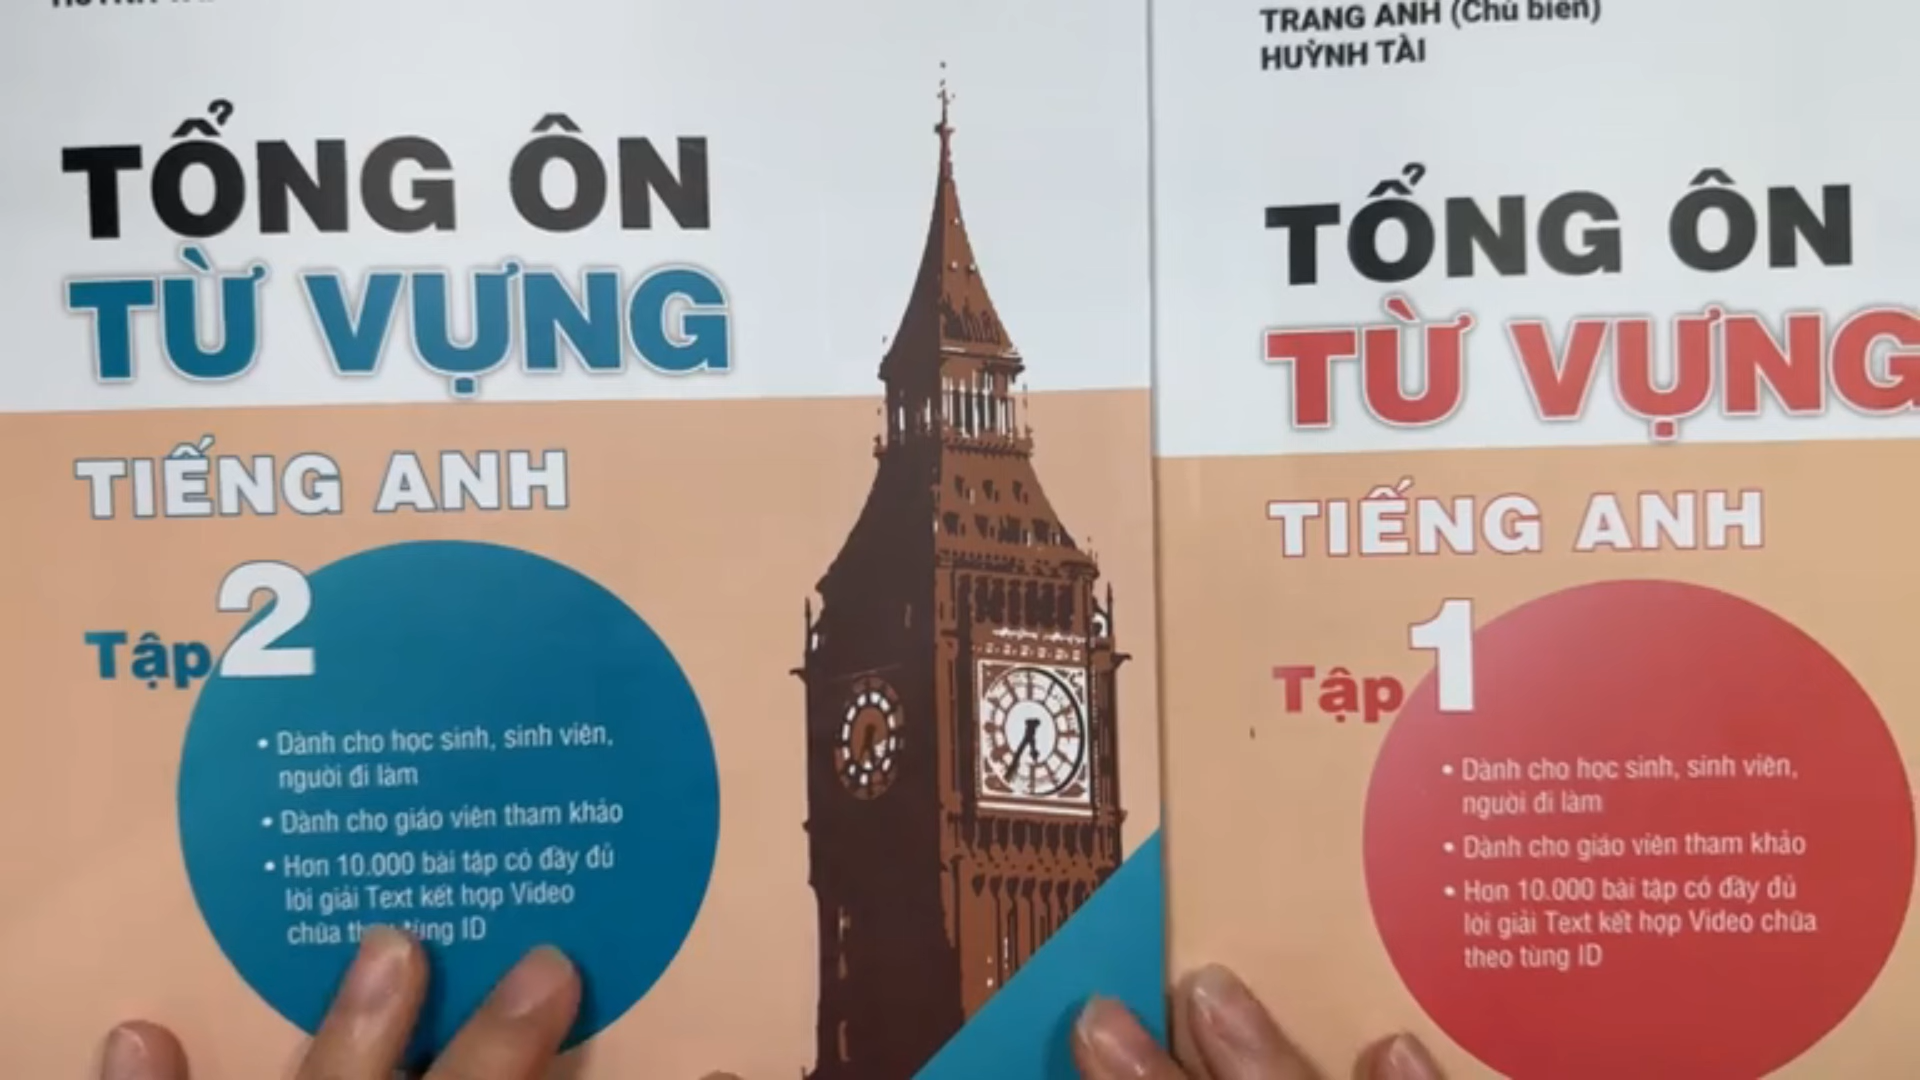 TỔNG ÔN
TỪ VỰNG
TIẾNG ANH
Tập 2
• Dành cho học sinh, sinh viên,
người đi làm
• Dành cho giáo viên tham khảo
• Hơn 10.000 bài tập có đầy đủ
lời giải Text kết hợp Video
chữa từng ID
TRANG ANH (Chủ biên)
HUỲNH TÀI
TỔNG ÔN
TỪ VỰNG
TIẾNG ANH
Tập 1
• Dành cho học sinh, sinh viên,
người đi làm
• Dành cho giáo viên tham khảo
• Hơn 10.000 bài tập có đầy đủ
lời giải Text kết hợp Video chữa
theo từng ID